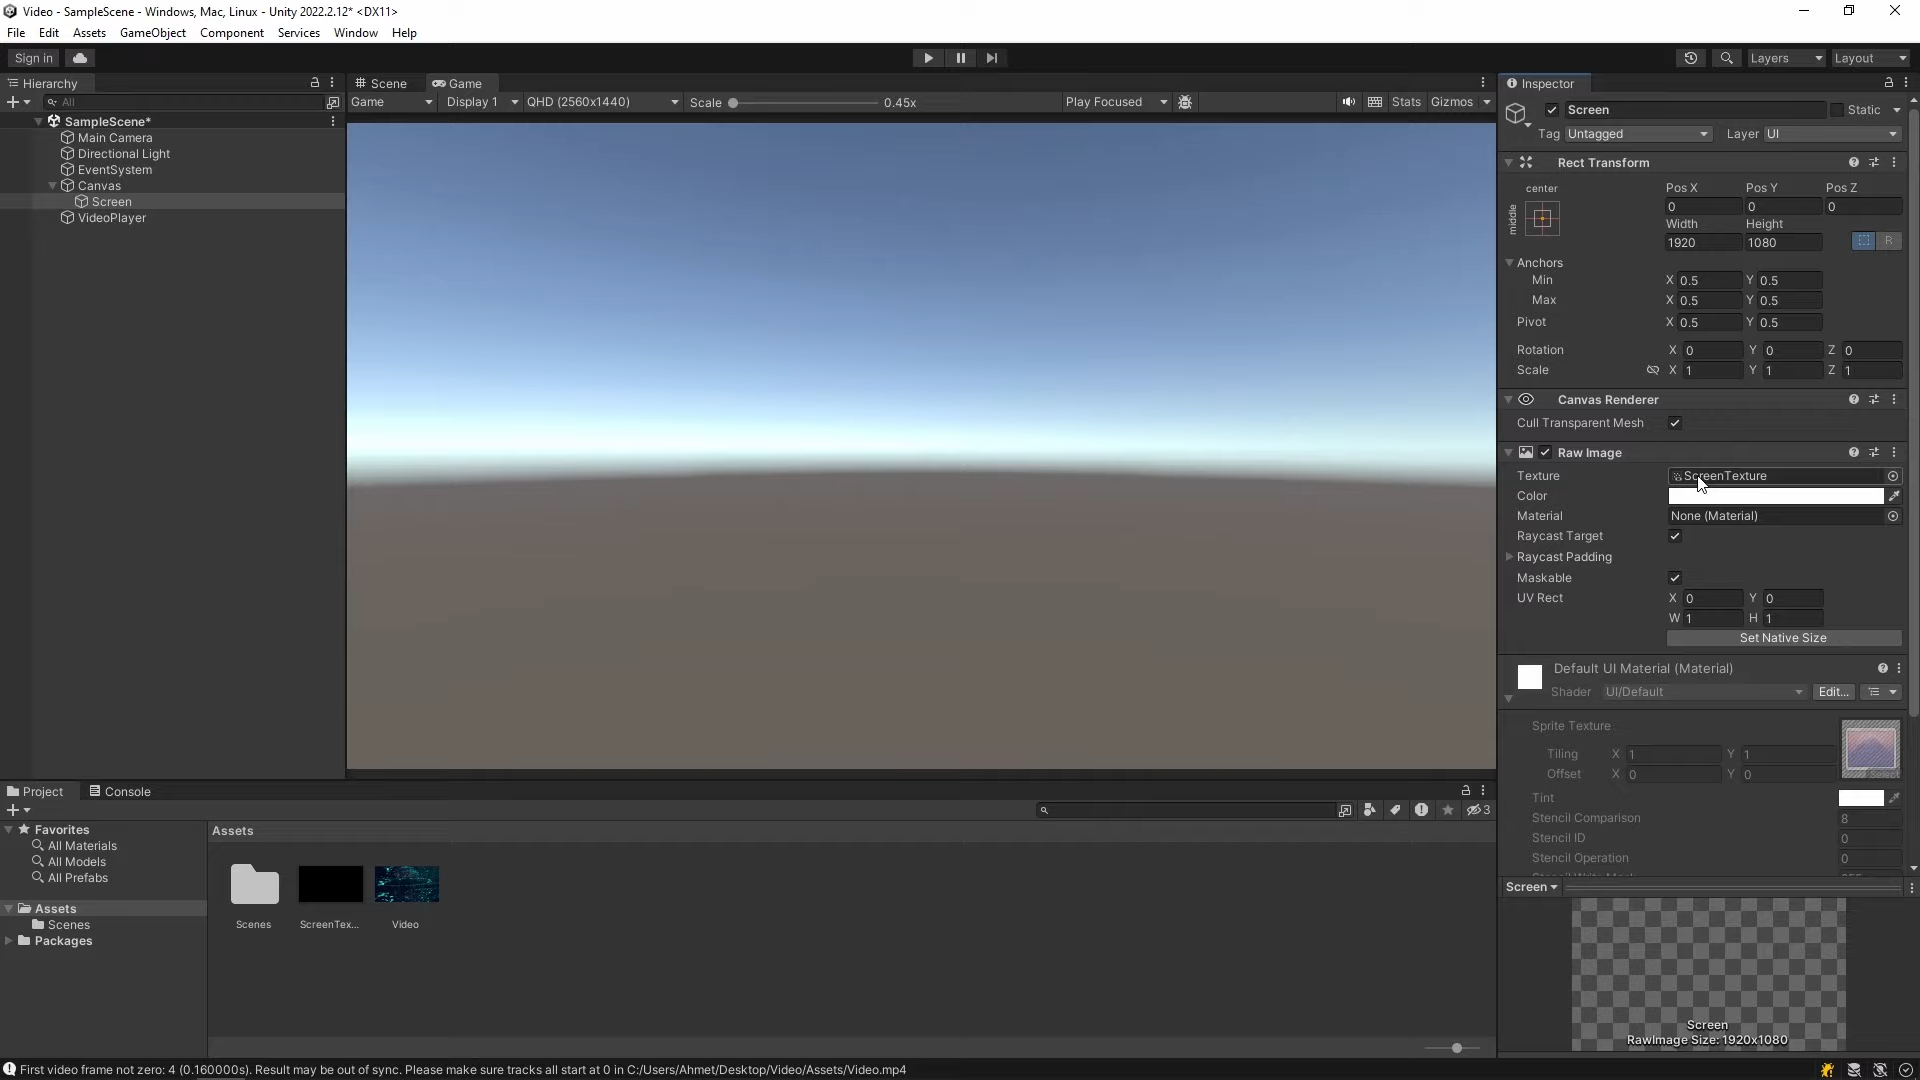 Video - SampleScene - Windows, Mac, Linux - Unity 2022.2.12* <DX11>
File Edit Assets GameObject Component Services Window Help
Sign in
Layers Layout
Hierarchy
All
SampleScene*
Main Camera
Directional Light
EventSystem
Canvas
Screen
VideoPlayer
Scene Game
Game Display 1 QHD (2560x1440) Scale 0.45x Play Focused Stats Gizmos
Inspector
Screen Static
Tag Untagged Layer UI
Rect Transform
center
middle
Pos X Pos Y Pos Z
0 0 0
Width Height
1920 1080 R
Anchors
Min X 0.5 Y 0.5
Max X 0.5 Y 0.5
Pivot X 0.5 Y 0.5
Rotation X 0 Y 0 Z 0
Scale X 1 Y 1 Z 1
Canvas Renderer
Cull Transparent Mesh
Raw Image
Texture ScreenTexture
Color
Material None (Material)
Raycast Target
Raycast Padding
Maskable
UV Rect X 0 Y 0
W 1 H 1
Set Native Size
Default UI Material (Material)
Shader UI/Default Edit...
Sprite Texture
Tiling X 1 Y 1
Offset X 0 Y 0
Select
Tint
Stencil Comparison 8
Stencil ID 0
Stencil Operation 0
Screen
Screen
RawImage Size: 1920x1080
Project Console
3
Favorites
All Materials
All Models
All Prefabs
Assets
Scenes
Packages
Assets
Scenes ScreenTex... Video
First video frame not zero: 4 (0.160000s). Result may be out of sync. Please make sure tracks all start at 0 in C:/Users/Ahmet/Desktop/Video/Assets/Video.mp4